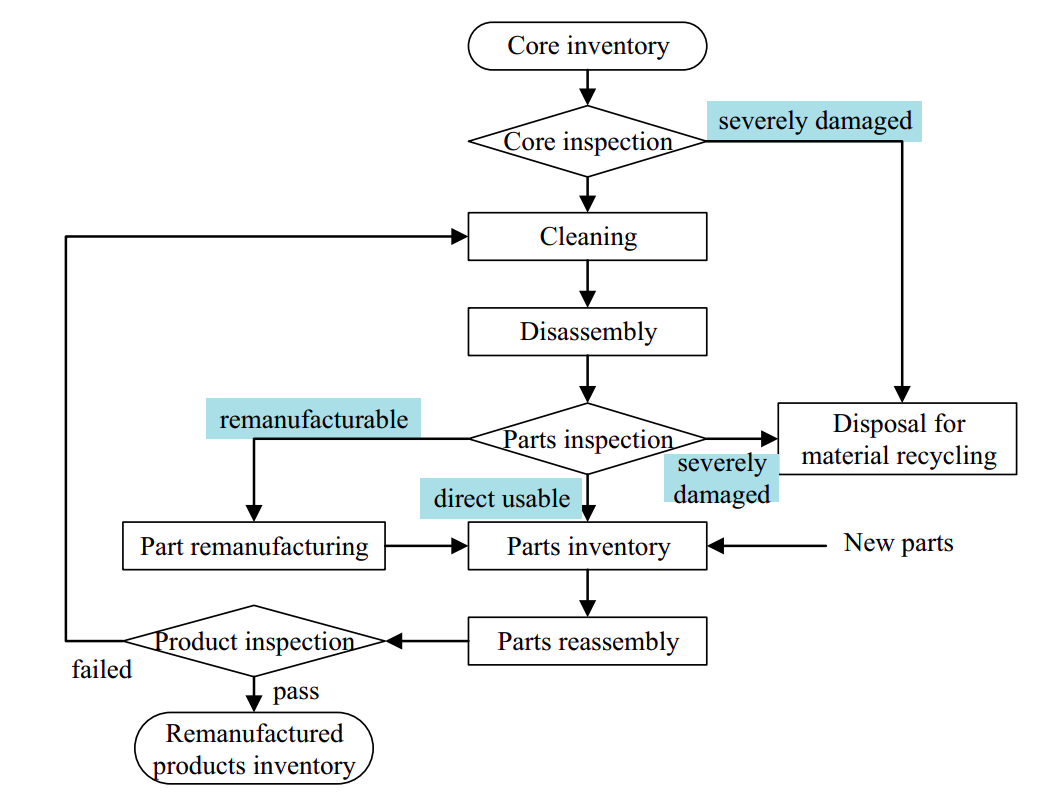 Core inventory
severely damaged
Core inspection
Cleaning
Disassembly
remanufacturable
Parts inspection
Disposal for
material recycling
severely
damaged
direct usable
Part remanufacturing
Parts inventory
New parts
Product inspection
Parts reassembly
failed
pass
Remanufactured
products inventory